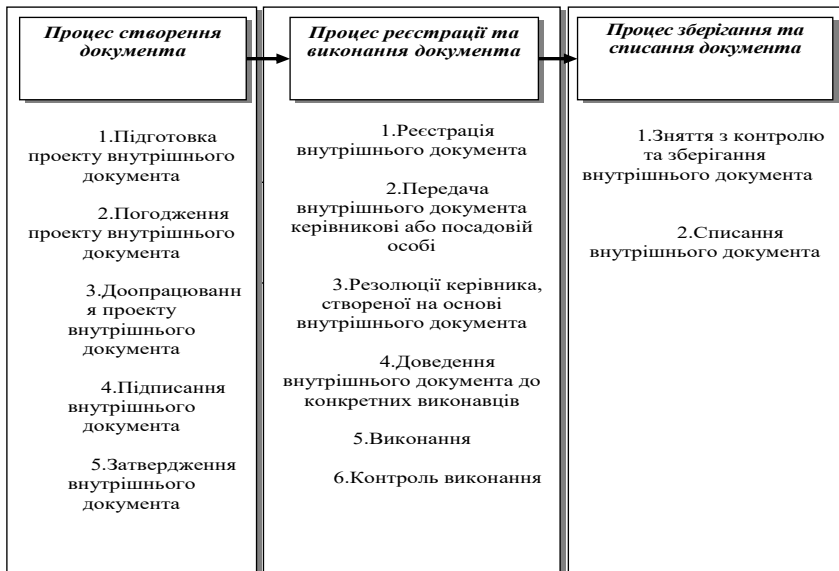 Процес створення
документа
1.Підготовка
проекту внутрішнього
документа
2.Погодження
проекту внутрішнього
документа
3.Доопрацюванн
я проекту
внутрішнього
документа
4.Підписання
внутрішнього
документа
5.Затвердження
внутрішнього
документа
Процес реєстрації та
виконання документа
1.Реєстрація
внутрішнього документа
2.Передача
внутрішнього документа
керівникові або посадовій
особі
3.Резолюції керівника,
створеної на основі
внутрішнього документа
4.Доведення
внутрішнього документа до
конкретних виконавців
5.Виконання
6.Контроль виконання
Процес зберігання та
списання документа
1.Зняття з контролю
та зберігання
внутрішнього документа
2.Списання
внутрішнього документа